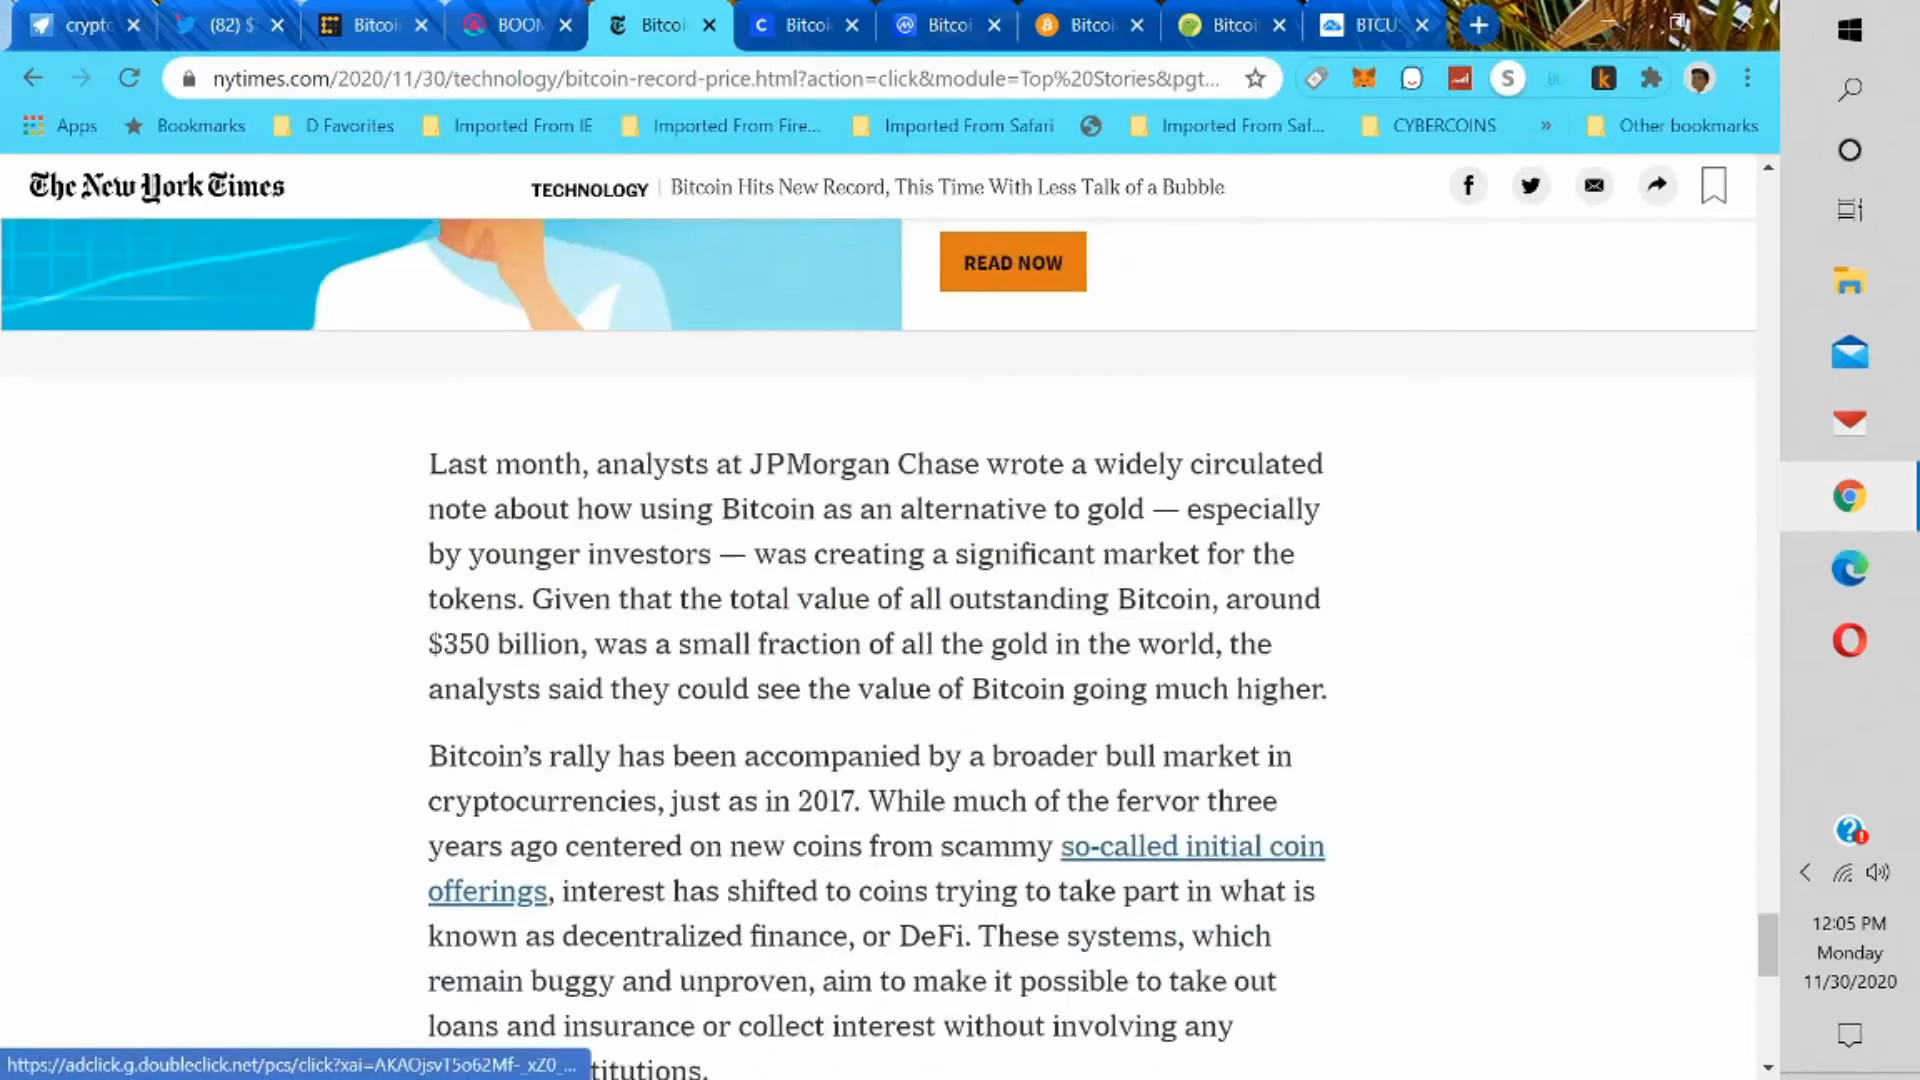 crypto
(82) $
Bitcoi
BOOM
Bitcoi
Bitcoi
Bitcoi
Bitcoi
Bitcoi
BTCU
nytimes.com/2020/11/30/technology/bitcoin-record-price.html?action=click&module=Top%20Stories&pgt...
S
k
Apps
Bookmarks
D Favorites
Imported From IE
Imported From Fire...
Imported From Safari
Imported From Saf...
CYBERCOINS
»
Other bookmarks
The New York Times
TECHNOLOGY | Bitcoin Hits New Record, This Time With Less Talk of a Bubble
READ NOW
Last month, analysts at JPMorgan Chase wrote a widely circulated
note about how using Bitcoin as an alternative to gold — especially
by younger investors — was creating a significant market for the
tokens. Given that the total value of all outstanding Bitcoin, around
$350 billion, was a small fraction of all the gold in the world, the
analysts said they could see the value of Bitcoin going much higher.
Bitcoin’s rally has been accompanied by a broader bull market in
cryptocurrencies, just as in 2017. While much of the fervor three
years ago centered on new coins from scammy so-called initial coin
offerings, interest has shifted to coins trying to take part in what is
known as decentralized finance, or DeFi. These systems, which
remain buggy and unproven, aim to make it possible to take out
loans and insurance or collect interest without involving any
titutions.
https://adclick.g.doubleclick.net/pcs/click?xai=AKAOjsvT5o62Mf-_xZ0_...
12:05 PM
Monday
11/30/2020